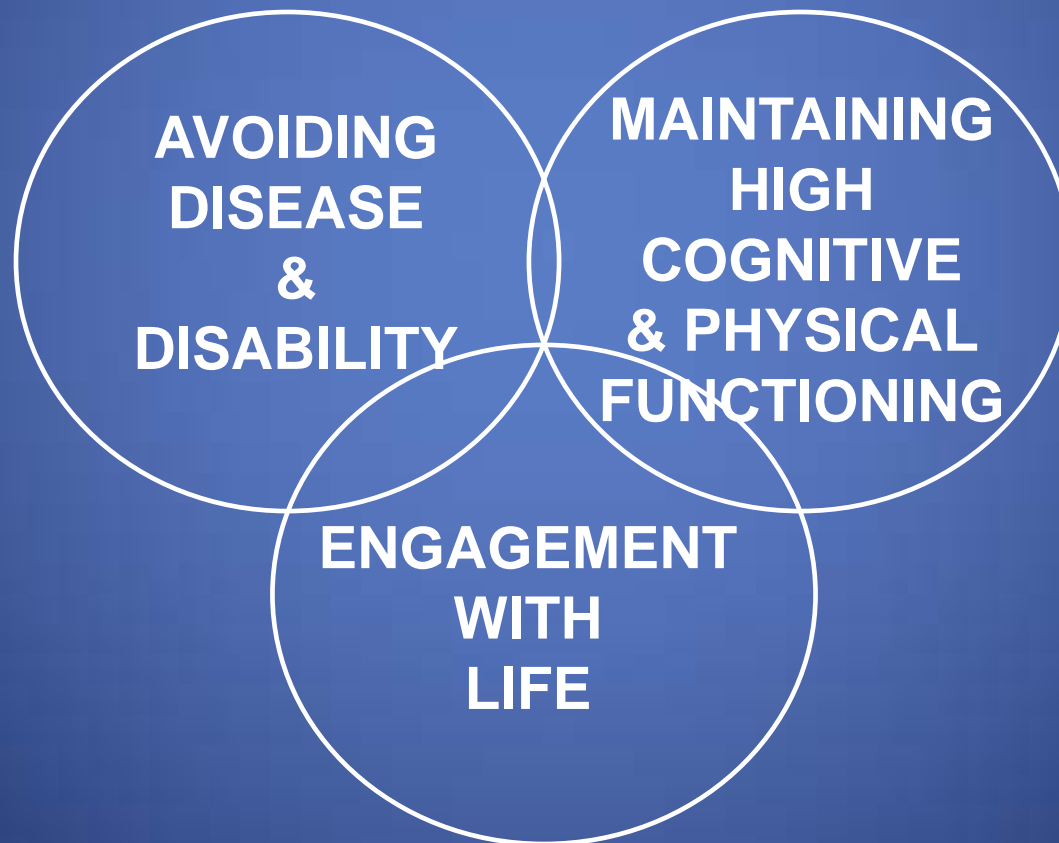 AVOIDING
DISEASE
&
DISABILITY
MAINTAINING
HIGH
COGNITIVE
& PHYSICAL
FUNCTIONING
ENGAGEMENT
WITH
LIFE